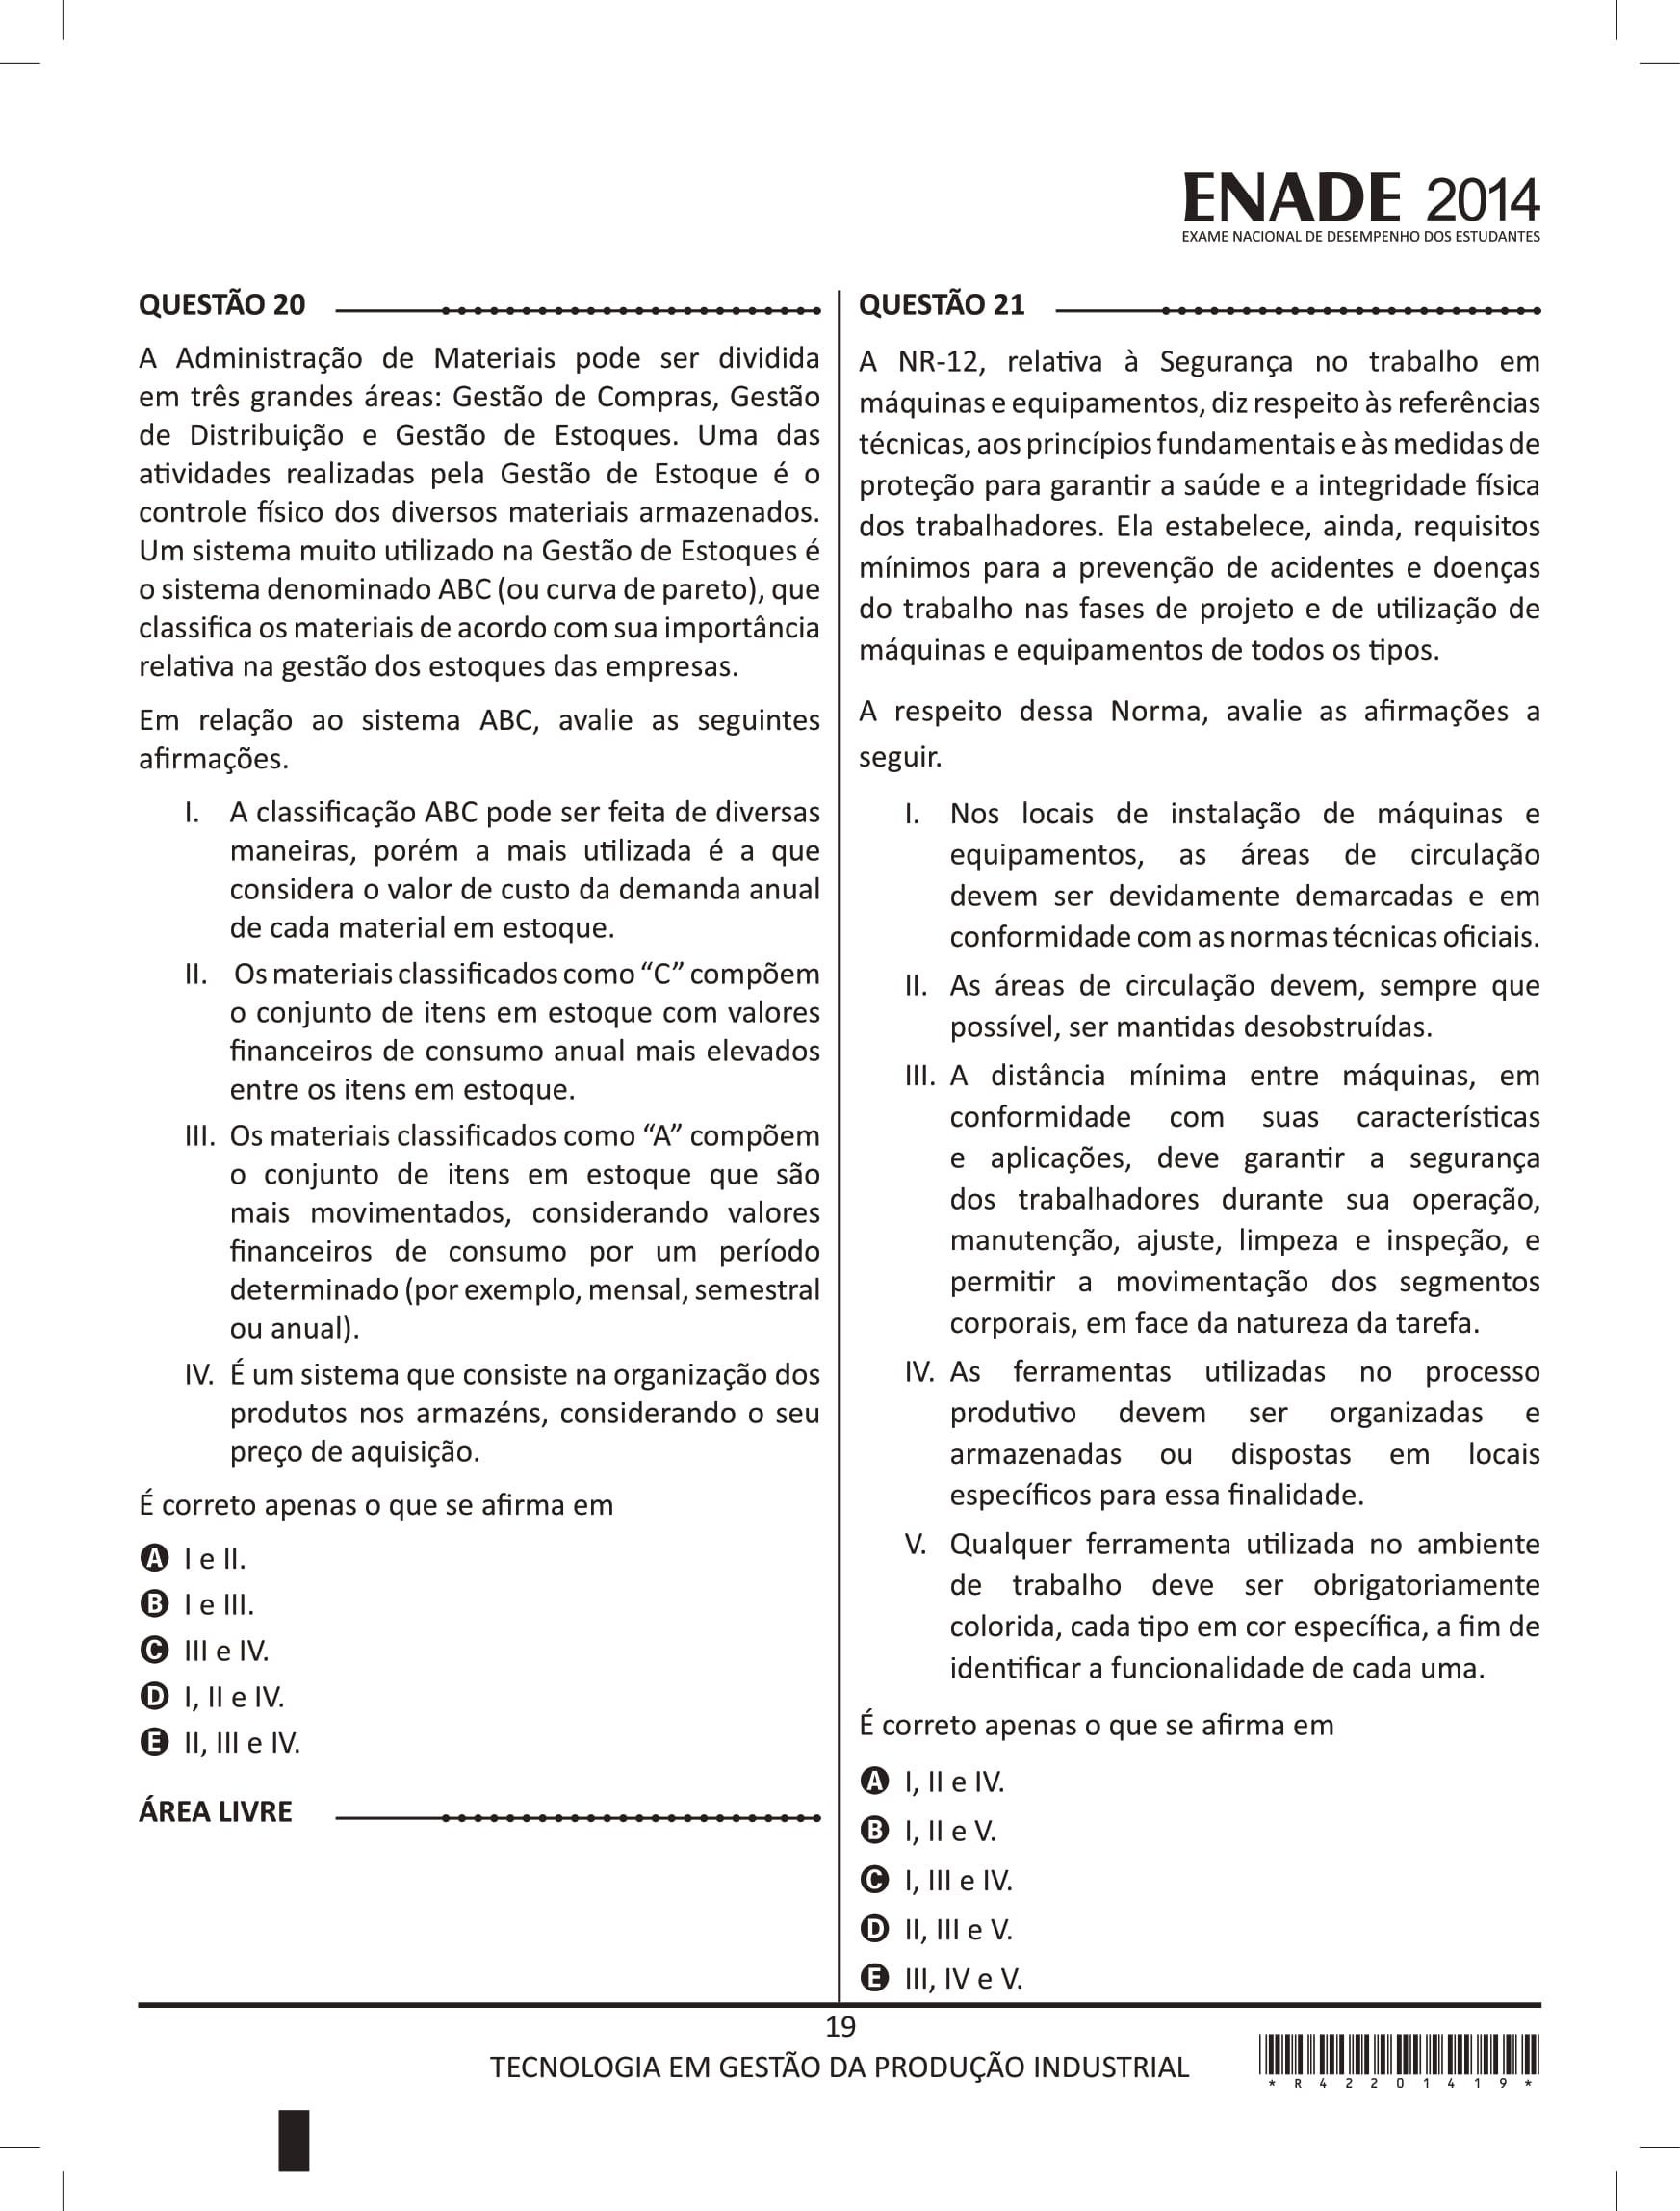 ENADE 2014
EXAME NACIONAL DE DESEMPENHO DOS ESTUDANTES
QUESTÃO 20
A Administração de Materiais pode ser dividida
em três grandes áreas: Gestão de Compras, Gestão
de Distribuição e Gestão de Estoques. Uma das
atividades realizadas pela Gestão de Estoque é o
controle físico dos diversos materiais armazenados.
Um sistema muito utilizado na Gestão de Estoques é
o sistema denominado ABC (ou curva de pareto), que
classifica os materiais de acordo com sua importância
relativa na gestão dos estoques das empresas.
Em relação ao sistema ABC, avalie as seguintes
afirmações.
I. A classificação ABC pode ser feita de diversas
maneiras, porém a mais utilizada é a que
considera o valor de custo da demanda anual
de cada material em estoque.
II. Os materiais classificados como “C” compõem
o conjunto de itens em estoque com valores
financeiros de consumo anual mais elevados
entre os itens em estoque.
III. Os materiais classificados como “A” compõem
o conjunto de itens em estoque que são
mais movimentados, considerando valores
financeiros de consumo por um período
determinado (por exemplo, mensal, semestral
ou anual).
IV. É um sistema que consiste na organização dos
produtos nos armazéns, considerando o seu
preço de aquisição.
É correto apenas o que se afirma em
A I e II.
B I e III.
C III e IV.
D I, II e IV.
E II, III e IV.
ÁREA LIVRE
QUESTÃO 21
A NR-12, relativa à Segurança no trabalho em
máquinas e equipamentos, diz respeito às referências
técnicas, aos princípios fundamentais e às medidas de
proteção para garantir a saúde e a integridade física
dos trabalhadores. Ela estabelece, ainda, requisitos
mínimos para a prevenção de acidentes e doenças
do trabalho nas fases de projeto e de utilização de
máquinas e equipamentos de todos os tipos.
A respeito dessa Norma, avalie as afirmações a
seguir.
I. Nos locais de instalação de máquinas e
equipamentos, as áreas de circulação
devem ser devidamente demarcadas e em
conformidade com as normas técnicas oficiais.
II. As áreas de circulação devem, sempre que
possível, ser mantidas desobstruídas.
III. A distância mínima entre máquinas, em
conformidade com suas características
e aplicações, deve garantir a segurança
dos trabalhadores durante sua operação,
manutenção, ajuste, limpeza e inspeção, e
permitir a movimentação dos segmentos
corporais, em face da natureza da tarefa.
IV. As ferramentas utilizadas no processo
produtivo devem ser organizadas e
armazenadas ou dispostas em locais
específicos para essa finalidade.
V. Qualquer ferramenta utilizada no ambiente
de trabalho deve ser obrigatoriamente
colorida, cada tipo em cor específica, a fim de
identificar a funcionalidade de cada uma.
É correto apenas o que se afirma em
A I, II e IV.
B I, II e V.
C I, III e IV.
D II, III e V.
E III, IV e V.
19
TECNOLOGIA EM GESTÃO DA PRODUÇÃO INDUSTRIAL
*R42201419*